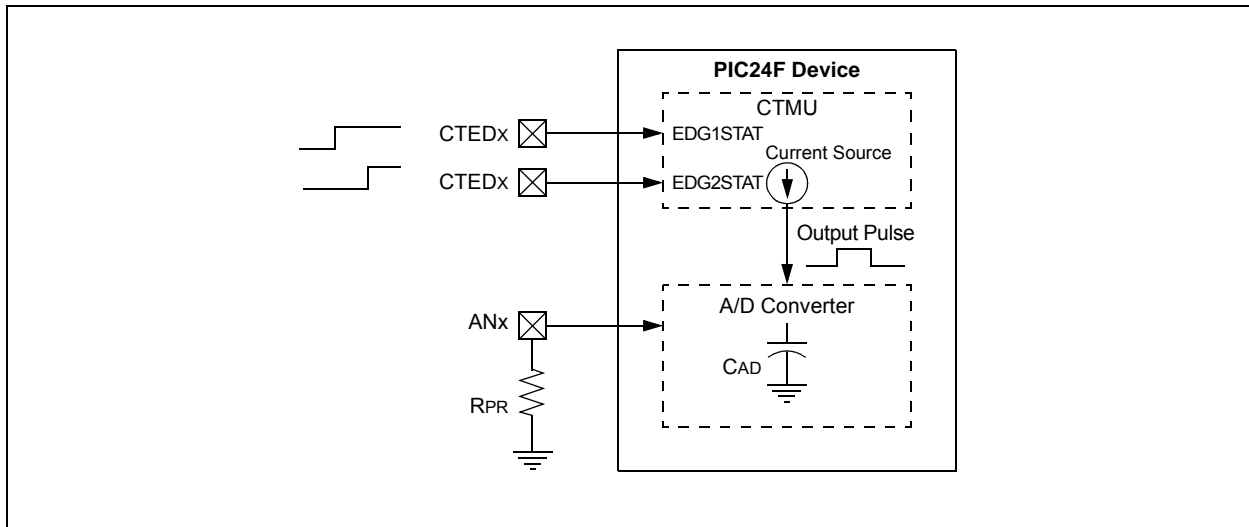 PIC24F Device
CTMU
CTEDX
EDG1STAT
Current Source
CTEDX
EDG2STAT
Output Pulse
A/D Converter
ANx
CAD
RPR